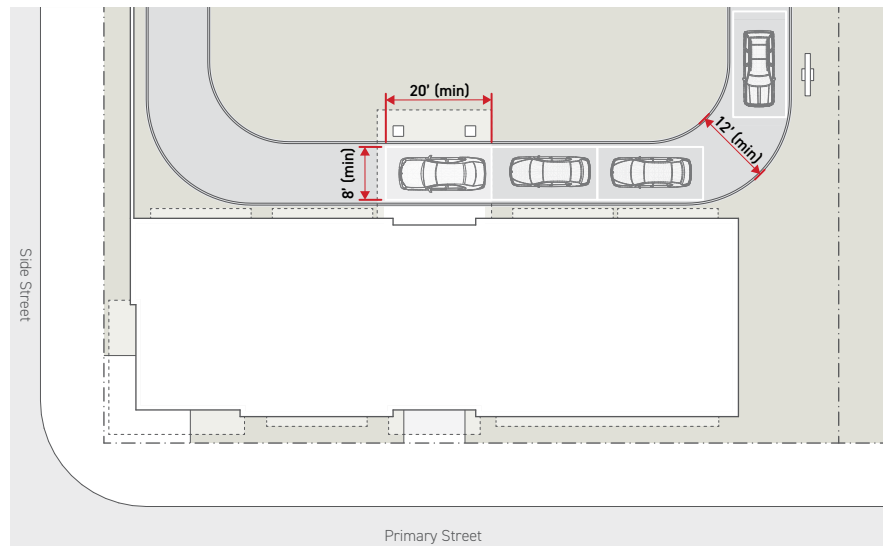 20’ (min)
12’ (min)
8’ (min)
Side Street
Primary Street